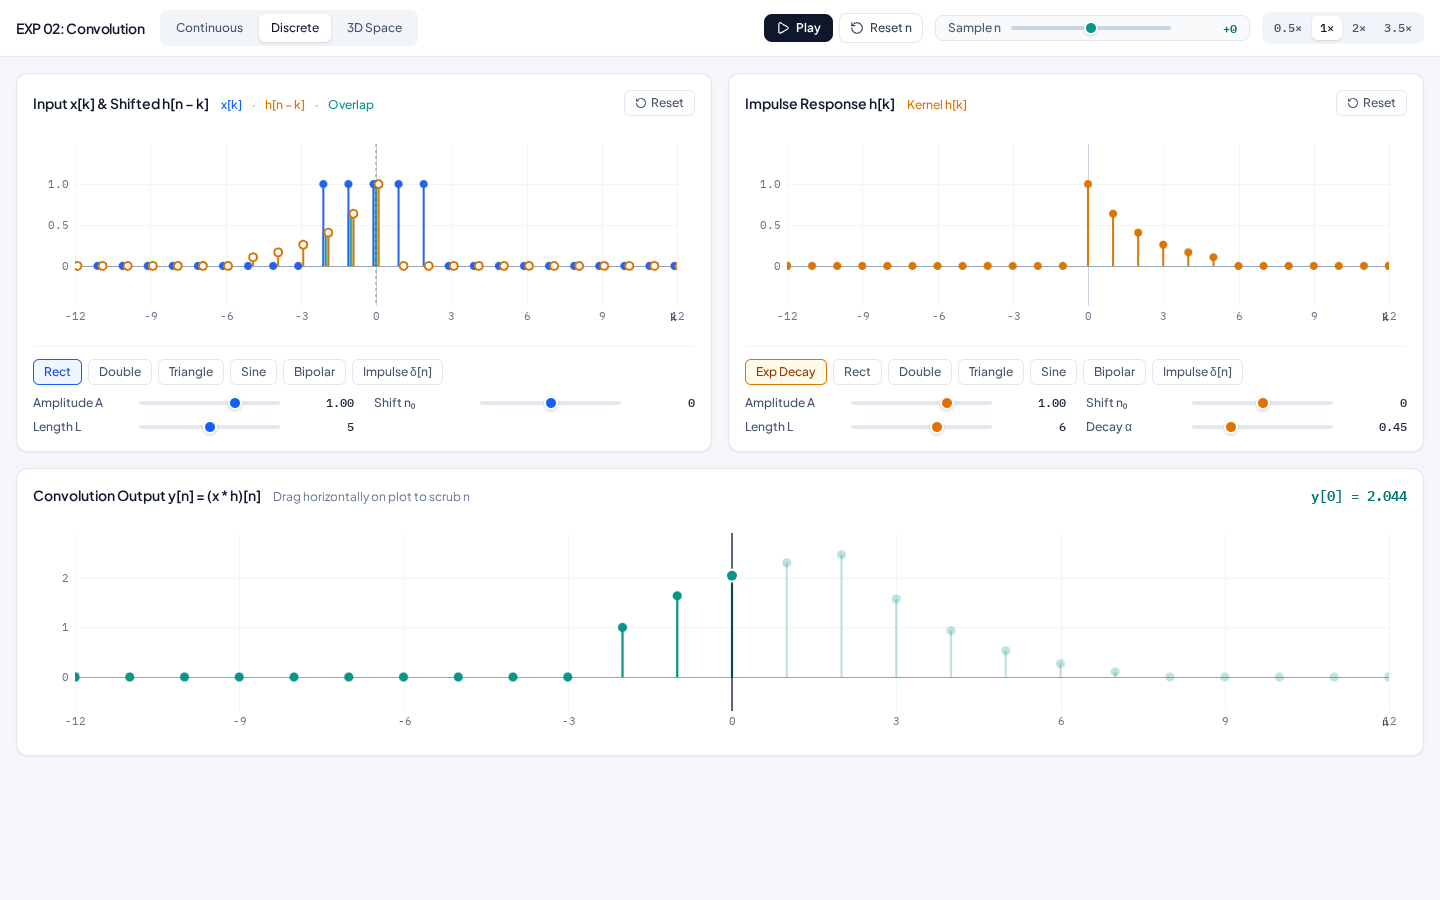 EXP 02: Convolution Continuous Discrete 3D Space Play Reset n Sample n +0 0.5× 1× 2× 3.5×
Input x[k] & Shifted h[n − k] x[k] · h[n − k] · Overlap Reset
1.0
0.5
0
-12 -9 -6 -3 0 3 6 9 12 k
Rect Double Triangle Sine Bipolar Impulse δ[n]
Amplitude A 1.00 Shift n₀ 0
Length L 5
Impulse Response h[k] Kernel h[k] Reset
1.0
0.5
0
-12 -9 -6 -3 0 3 6 9 12 k
Exp Decay Rect Double Triangle Sine Bipolar Impulse δ[n]
Amplitude A 1.00 Shift n₀ 0
Length L 6 Decay α 0.45
Convolution Output y[n] = (x * h)[n] Drag horizontally on plot to scrub n y[0] = 2.044
2
1
0
-12 -9 -6 -3 0 3 6 9 12 n